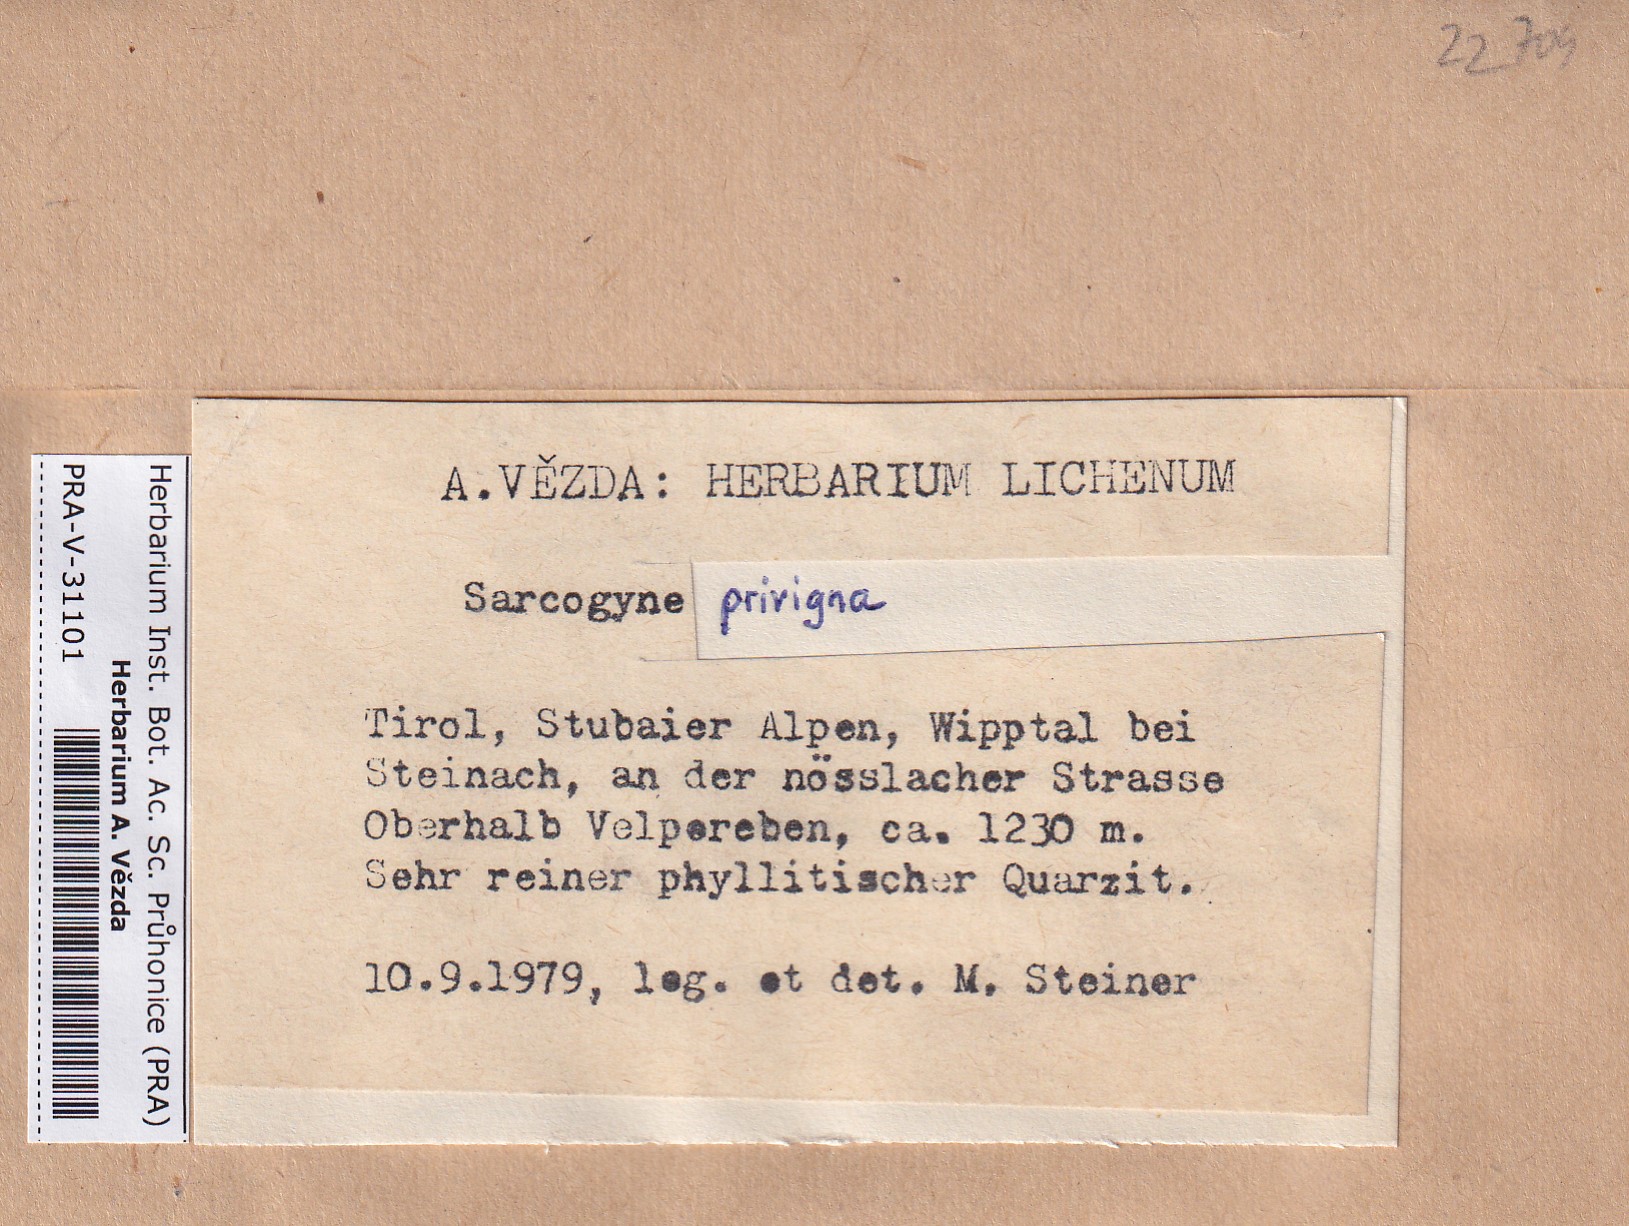 22709
A.VĚZDA: HERBARIUM LICHENUM
Sarcogyne privigna
Tirol, Stubaier Alpen, Wipptal bei
Steinach, an der nösslacher Strasse
Oberhalb Velpereben, ca. 1230 m.
Sehr reiner phyllitischer Quarzit.
10.9.1979, leg. et det. M. Steiner
Herbarium Inst. Bot. Ac. Sc. Průhonice (PRA)
Herbarium A. Vězda
PRA-V-31101